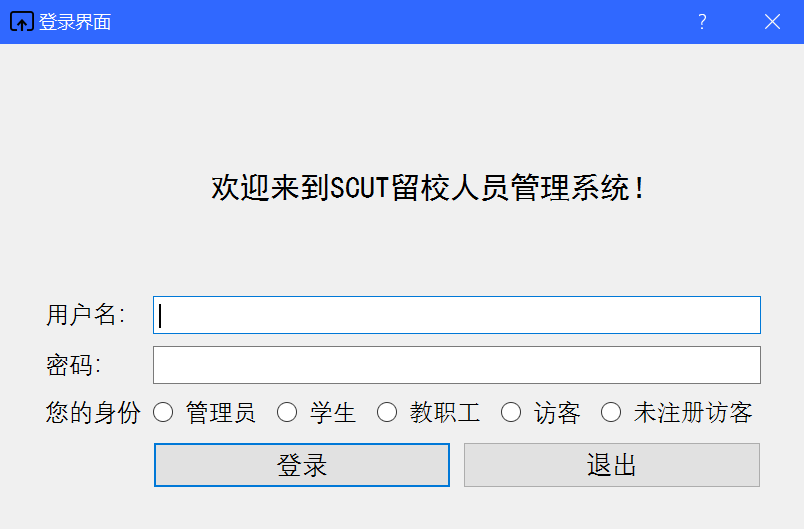 登录界面 ?
欢迎来到SCUT留校人员管理系统!
用户名:
密码:
您的身份 管理员 学生 教职工 访客 未注册访客
登录 退出